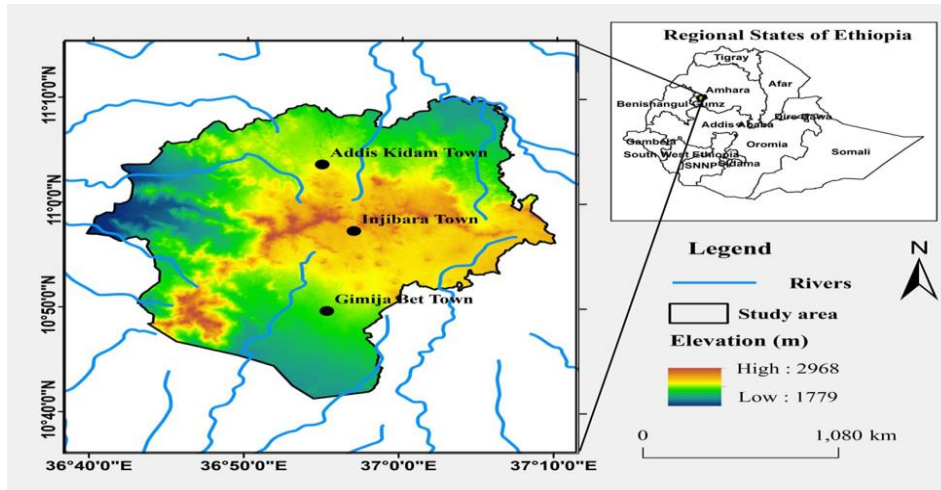 11°10'0"N
11°0'0"N
10°50'0"N
10°40'0"N
36°40'0"E
36°50'0"E
37°0'0"E
37°10'0"E
Addis Kidam Town
Injibara Town
Gimija Bet Town
Regional States of Ethiopia
Tigray
Afar
Amhara
Benishangul Gumz
Dire Dawa
Addis Ababa
Gambela
Oromia
South West Ethiopia
Somali
SNNP
Sidama
Legend
N
Rivers
Study area
Elevation (m)
High : 2968
Low : 1779
0
1,080 km